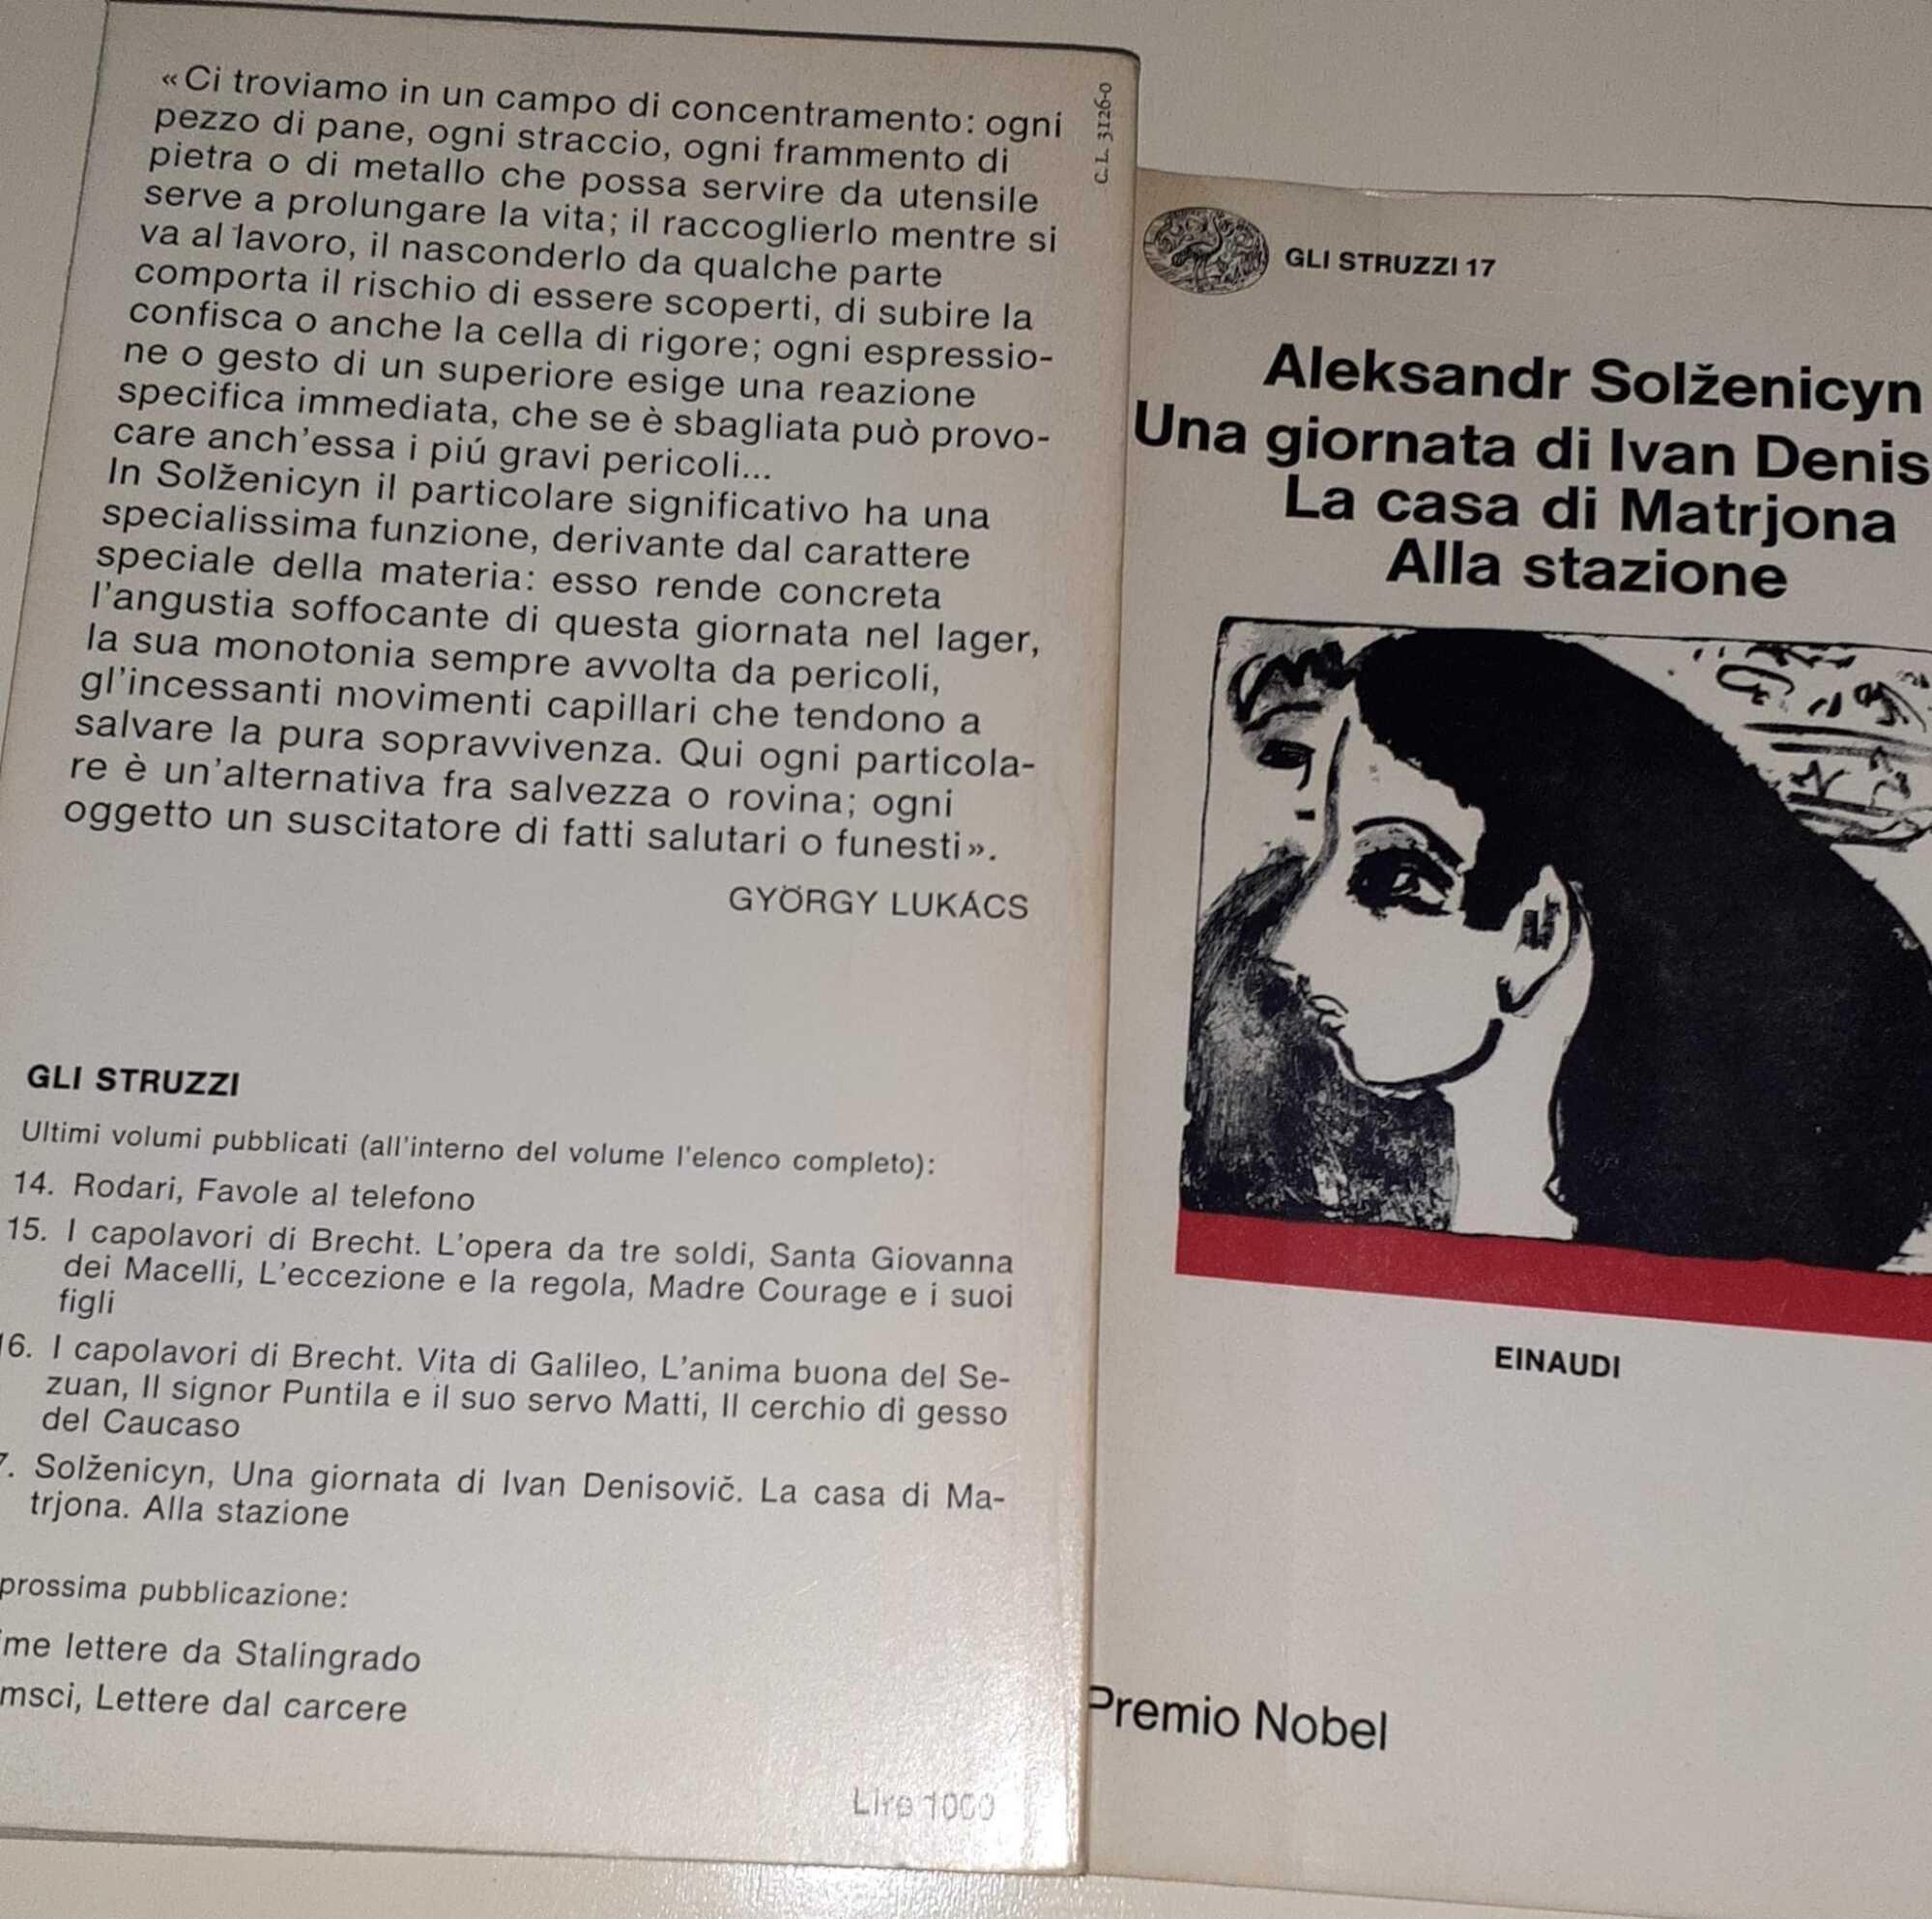 «Ci troviamo in un campo di concentramento: ogni
pezzo di pane, ogni straccio, ogni frammento di
pietra o di metallo che possa servire da utensile
serve a prolungare la vita; il raccoglierlo mentre si
va al lavoro, il nasconderlo da qualche parte
comporta il rischio di essere scoperti, di subire la
confisca o anche la cella di rigore; ogni espressio-
ne o gesto di un superiore esige una reazione
specifica immediata, che se è sbagliata può provo-
care anch'essa i piú gravi pericoli...
In Solženicyn il particolare significativo ha una
specialissima funzione, derivante dal carattere
speciale della materia: esso rende concreta
l'angustia soffocante di questa giornata nel lager,
la sua monotonia sempre avvolta da pericoli,
gl'incessanti movimenti capillari che tendono a
salvare la pura sopravvivenza. Qui ogni particola-
re è un'alternativa fra salvezza o rovina; ogni
oggetto un suscitatore di fatti salutari o funesti».
GYÖRGY LUKÁCS
GLI STRUZZI
Ultimi volumi pubblicati (all'interno del volume l'elenco completo):
14. Rodari, Favole al telefono
15. I capolavori di Brecht. L'opera da tre soldi, Santa Giovanna
dei Macelli, L'eccezione e la regola, Madre Courage e i suoi
figli
16. I capolavori di Brecht. Vita di Galileo, L'anima buona del Se-
zuan, Il signor Puntila e il suo servo Matti, Il cerchio di gesso
del Caucaso
7. Solženicyn, Una giornata di Ivan Denisovič. La casa di Ma-
trjona. Alla stazione
prossima pubblicazione:
me lettere da Stalingrado
msci, Lettere dal carcere
Lire 1000
C. L. 3126-0
GLI STRUZZI 17
Aleksandr Solženicyn
Una giornata di Ivan Denis
La casa di Matrjona
Alla stazione
EINAUDI
Premio Nobel